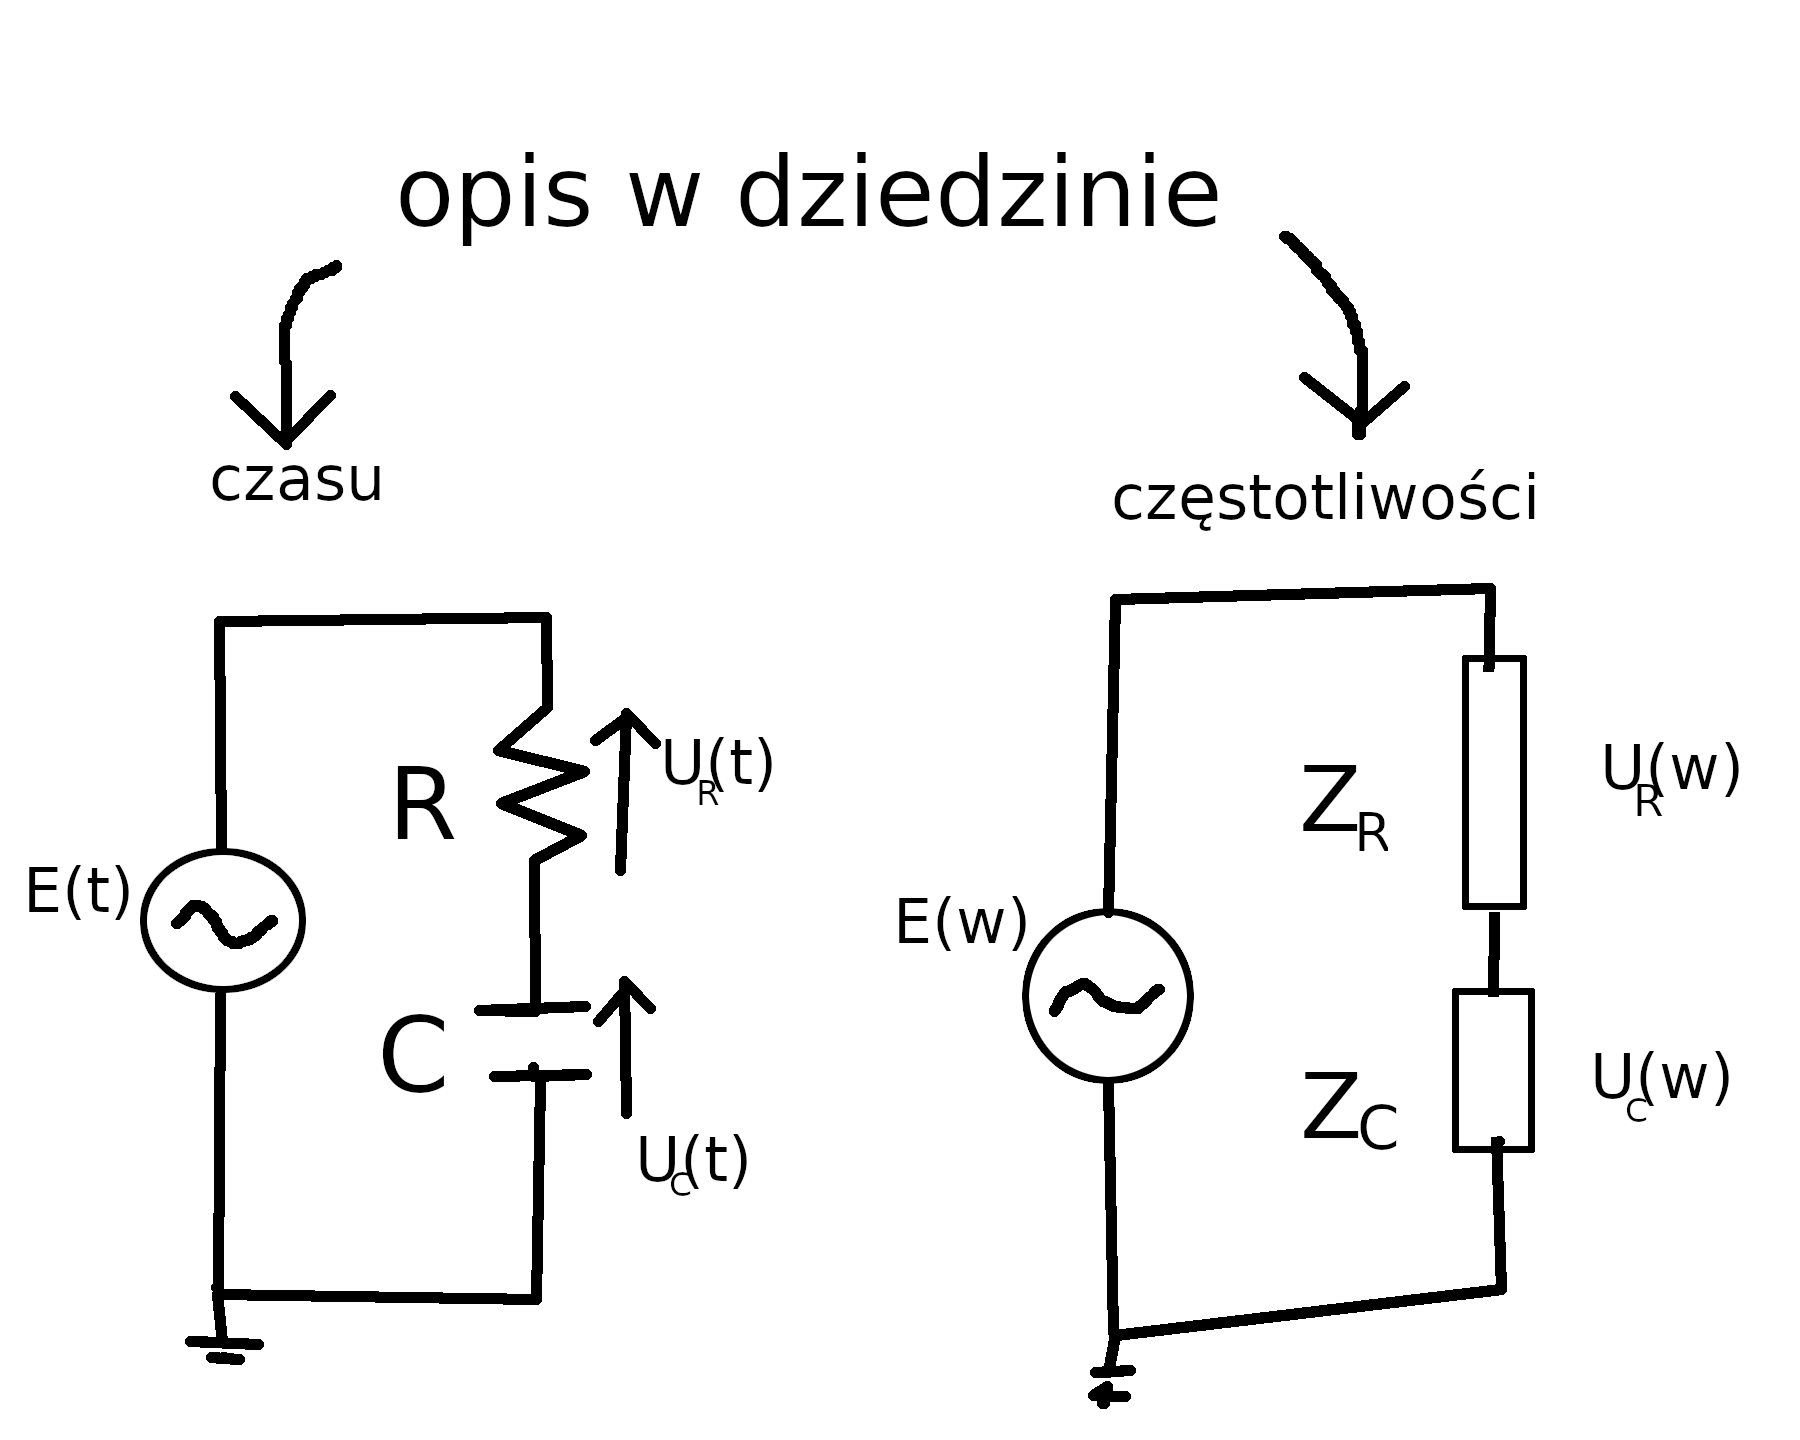 opis w dziedzinie
czasu
częstotliwości
E(t)
R
U_R(t)
C
U_C(t)
E(w)
Z_R
U_R(w)
Z_C
U_C(w)